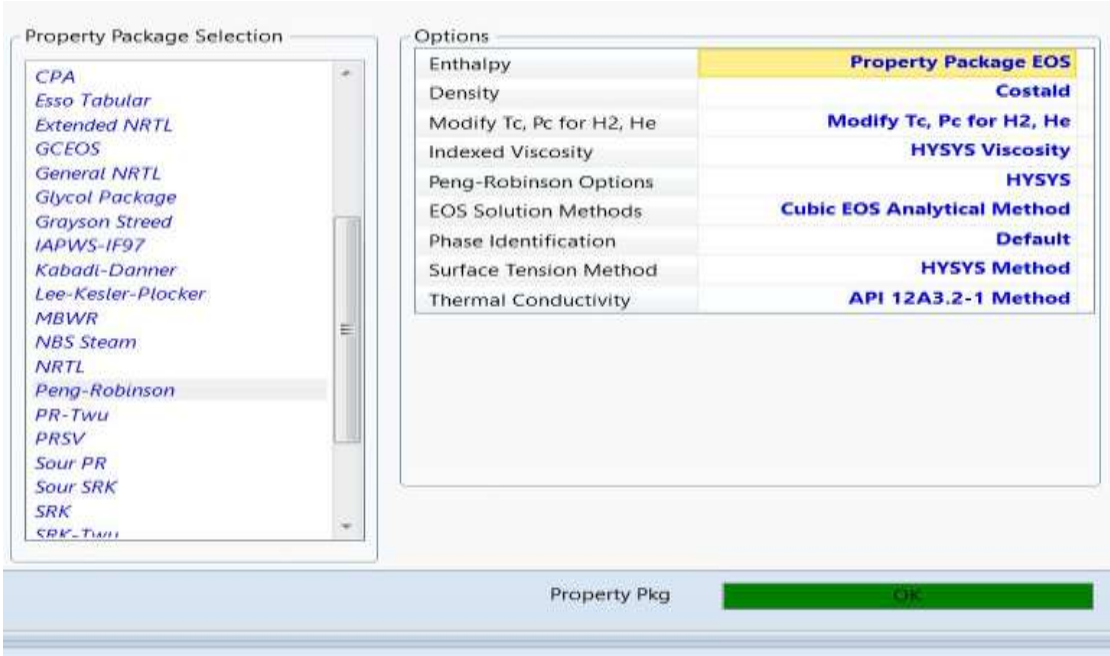 Property Package Selection
CPA
Esso Tabular
Extended NRTL
GCEOS
General NRTL
Glycol Package
Grayson Streed
IAPWS-IF97
Kabadi-Danner
Lee-Kesler-Plocker
MBWR
NBS Steam
NRTL
Peng-Robinson
PR-Twu
PRSV
Sour PR
Sour SRK
SRK
SRK-Twu
Options
Enthalpy Property Package EOS
Density Costald
Modify Tc, Pc for H2, He Modify Tc, Pc for H2, He
Indexed Viscosity HYSYS Viscosity
Peng-Robinson Options HYSYS
EOS Solution Methods Cubic EOS Analytical Method
Phase Identification Default
Surface Tension Method HYSYS Method
Thermal Conductivity API 12A3.2-1 Method
Property Pkg OK